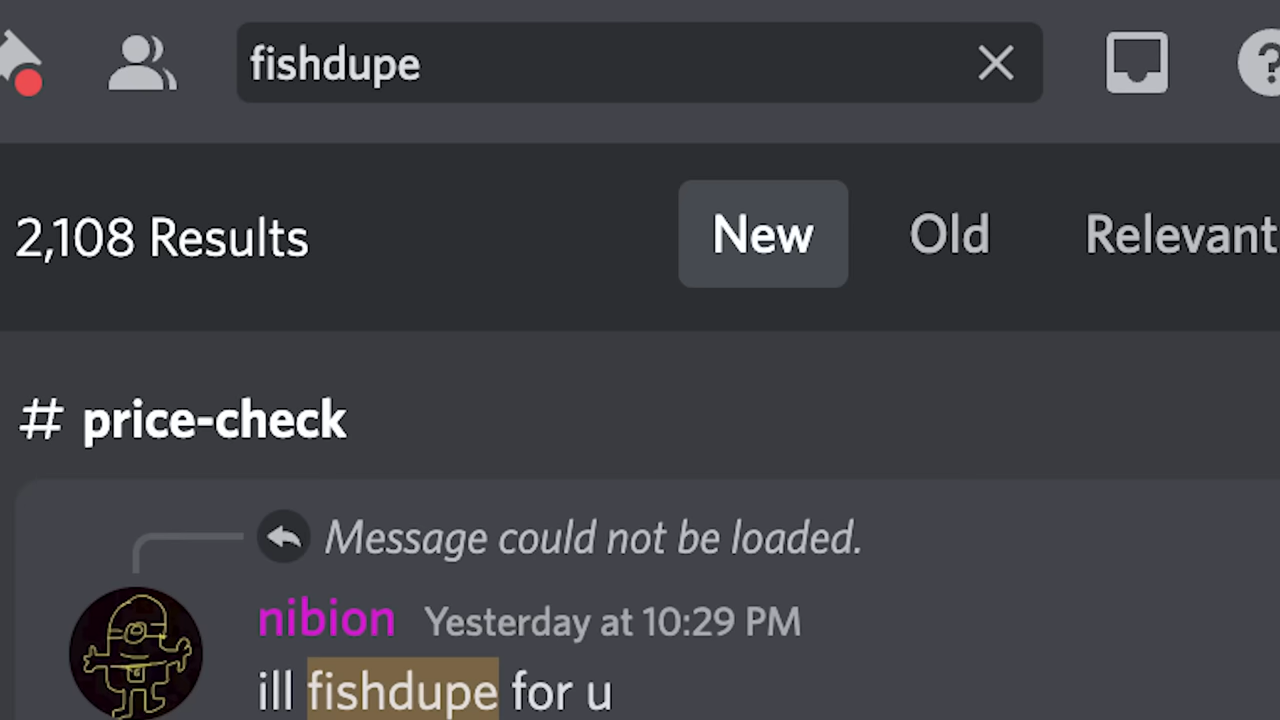 fishdupe
2,108 Results New Old Relevant
# price-check
Message could not be loaded.
nibion Yesterday at 10:29 PM
ill fishdupe for u